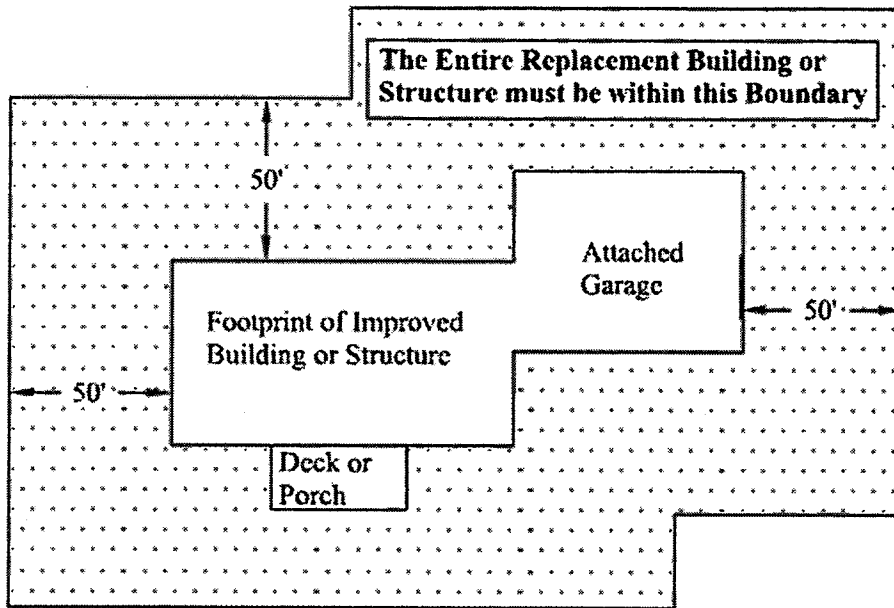 The Entire Replacement Building or
Structure must be within this Boundary
50'
Attached
Garage
Footprint of Improved
Building or Structure
50'
50'
Deck or
Porch